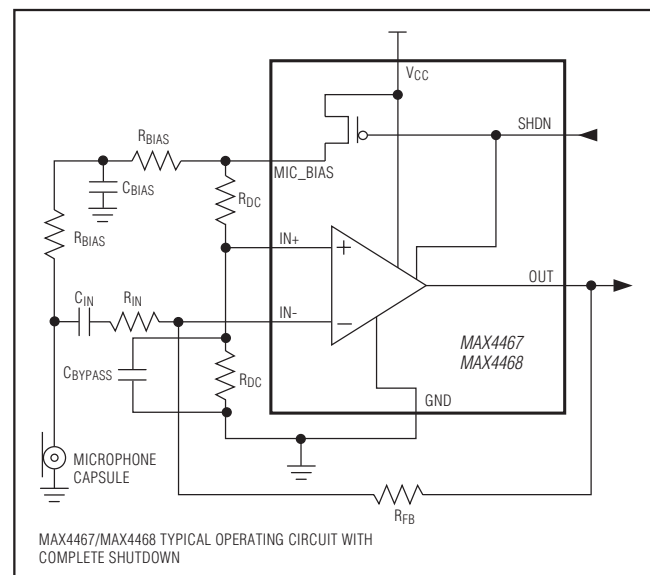 VCC
SHDN
RBIAS
MIC_BIAS
CBIAS
RDC
RBIAS
IN+
+
OUT
CIN
RIN
IN-
−
MAX4467
MAX4468
CBYPASS
RDC
GND
MICROPHONE
CAPSULE
RFB
MAX4467/MAX4468 TYPICAL OPERATING CIRCUIT WITH
COMPLETE SHUTDOWN